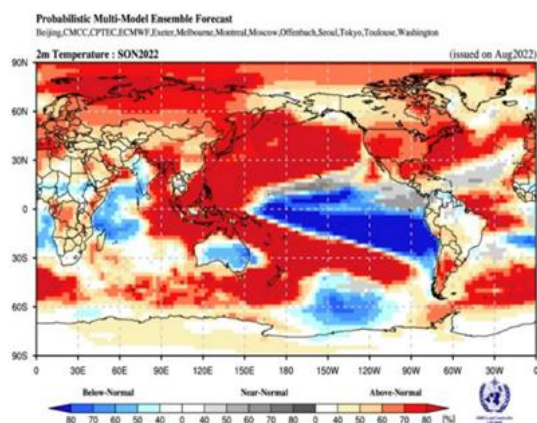 Probabilistic Multi-Model Ensemble Forecast
Beijing,CMCC,CPTEC,ECMWF,Exeter,Melbourne,Montreal,Moscow,Offenbach,Seoul,Tokyo,Toulouse,Washington
2m Temperature : SON2022 (issued on Aug2022)
90N
60N
30N
0
30S
60S
90S
0 30E 60E 90E 120E 150E 180 150W 120W 90W 60W 30W 0
Below-Normal Near-Normal Above-Normal
80 70 60 50 40 0 40 50 60 70 80 0 40 50 60 70 80 [%]